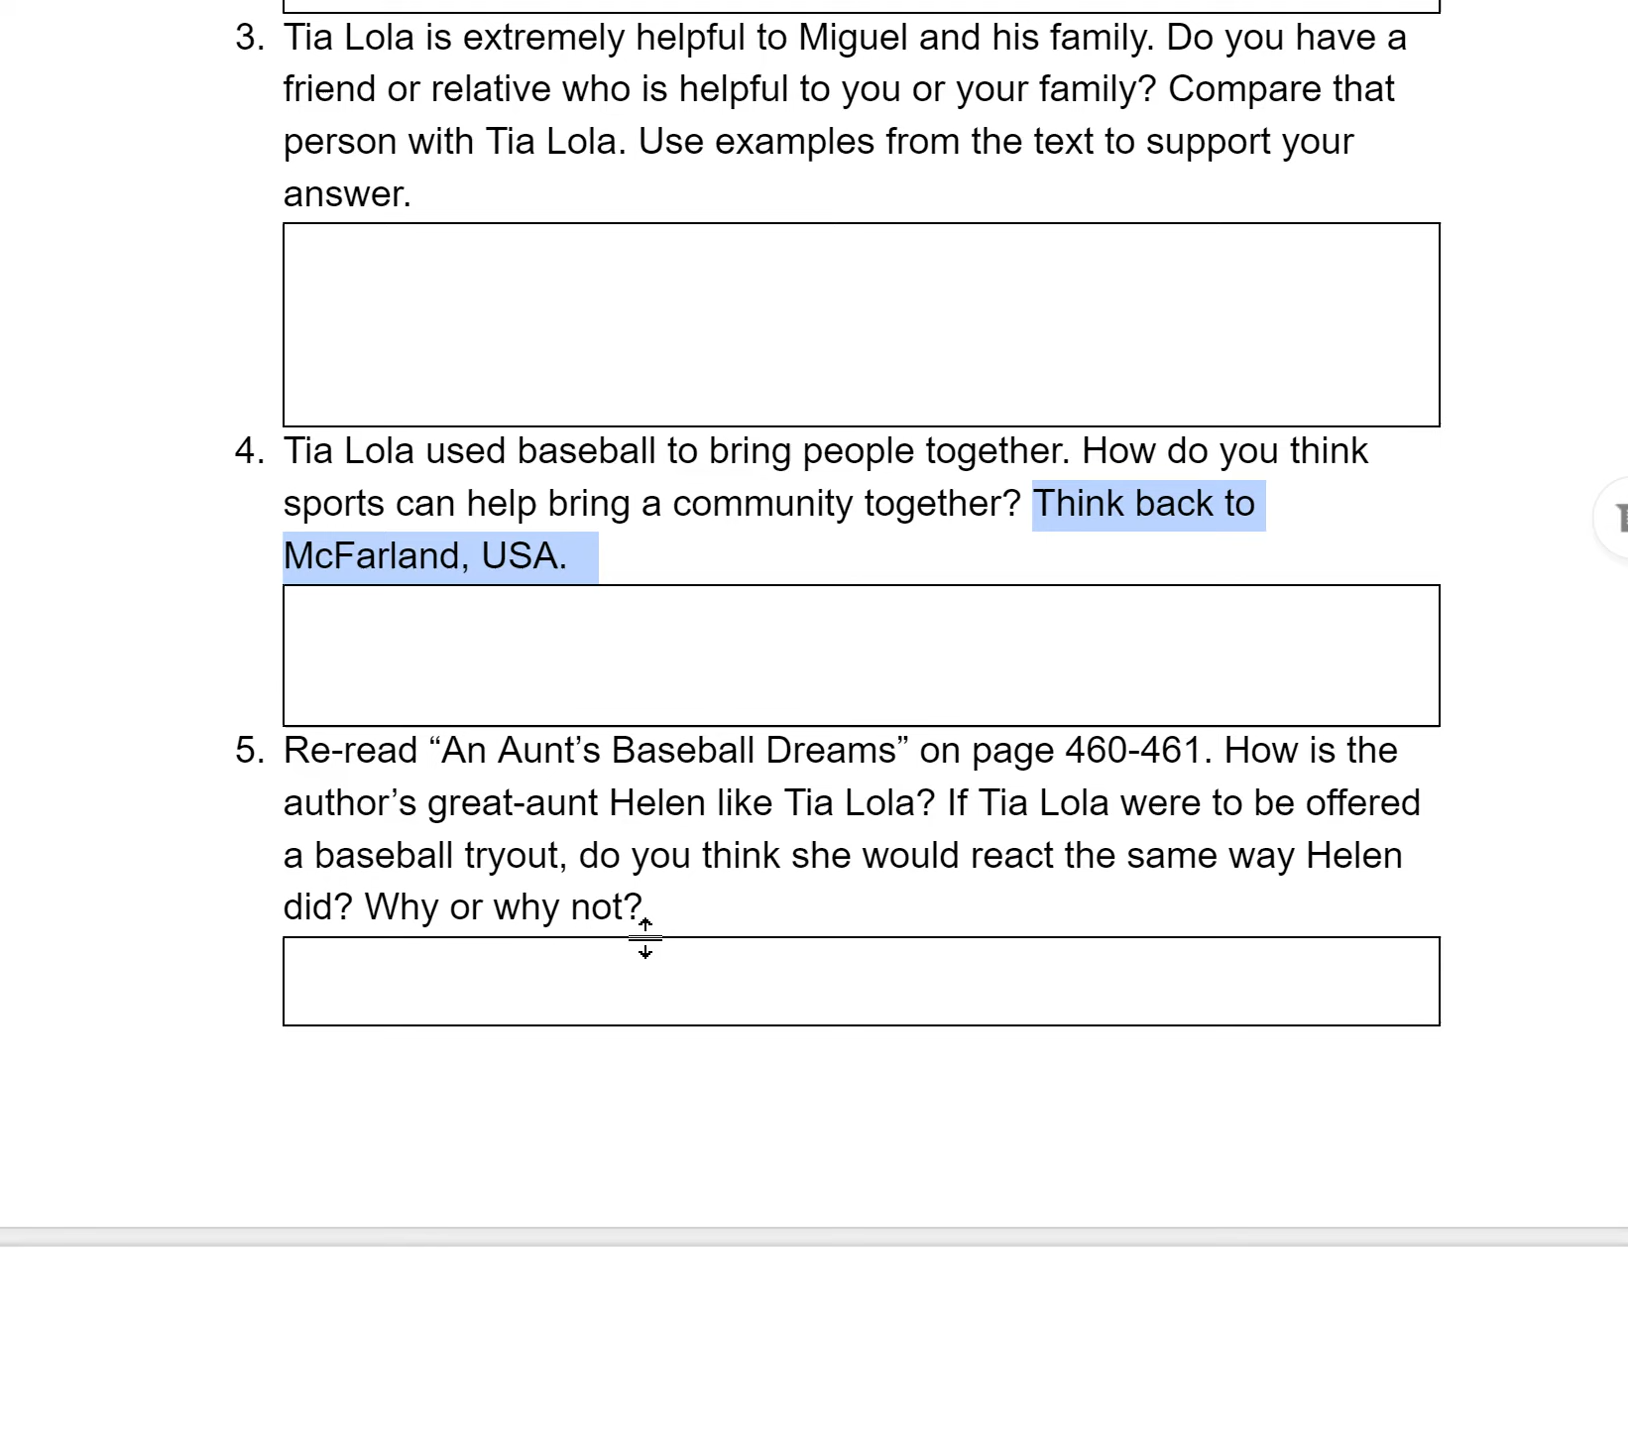 3. Tia Lola is extremely helpful to Miguel and his family. Do you have a
friend or relative who is helpful to you or your family? Compare that
person with Tia Lola. Use examples from the text to support your
answer.
4. Tia Lola used baseball to bring people together. How do you think
sports can help bring a community together? Think back to
McFarland, USA.
5. Re-read “An Aunt’s Baseball Dreams” on page 460-461. How is the
author’s great-aunt Helen like Tia Lola? If Tia Lola were to be offered
a baseball tryout, do you think she would react the same way Helen
did? Why or why not?